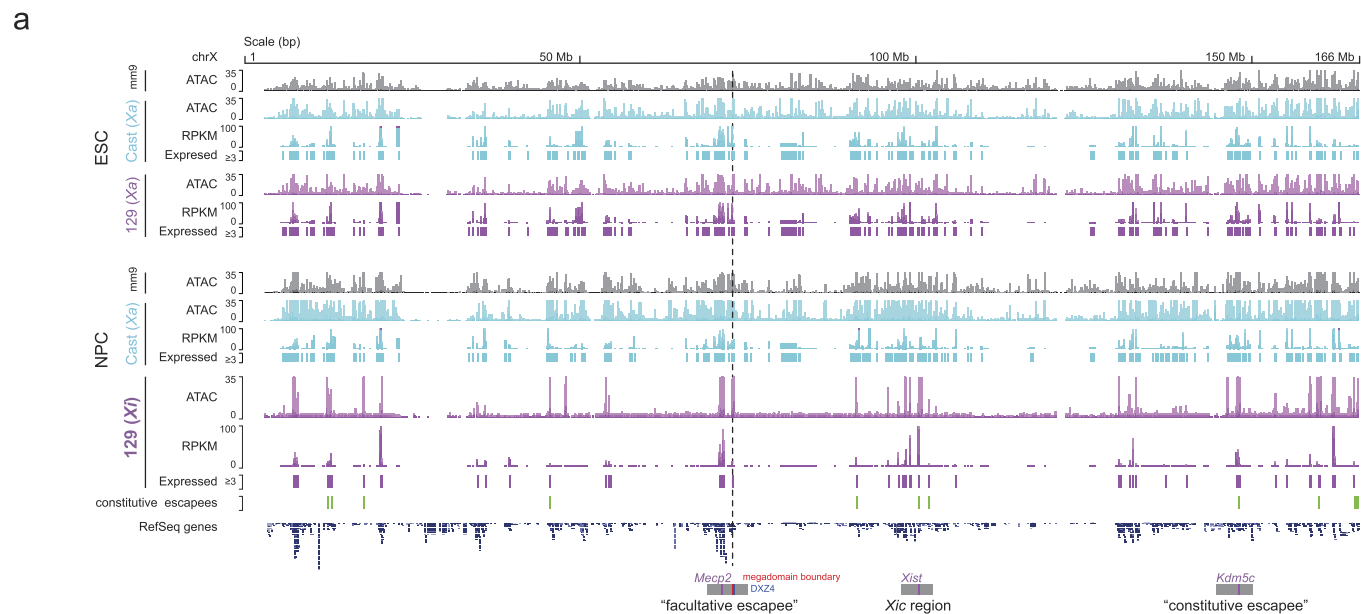 a
Scale (bp)
chrX 1 50 Mb 100 Mb 150 Mb 166 Mb
ESC
mm9 ATAC 35 0
Cast (Xa) ATAC 35 0
RPKM 100 0
Expresed ≥3
129 (Xa) ATAC 35 0
RPKM 100 0
Expressed ≥3
NPC
mm9 ATAC 35 0
Cast (Xa) ATAC 35 0
RPKM 100 0
Expressed ≥3
129 (Xi) ATAC 35 0
RPKM 100 0
Expressed ≥3
constitutive escapees
RefSeq genes
Mecp2 megadomain boundary Xist Kdm5c
DXZ4
“facultative escapee” Xic region “constitutive escapee”